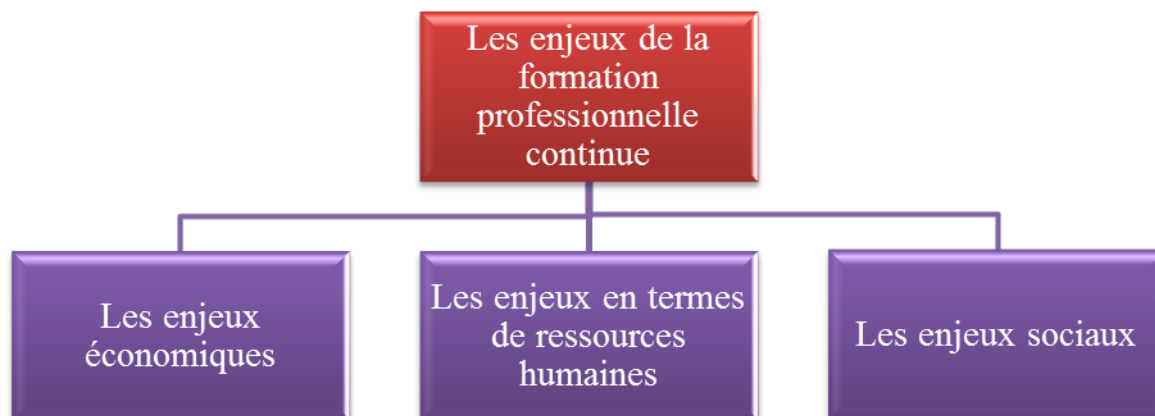 Les enjeux de la
formation
professionnelle
continue
Les enjeux
économiques
Les enjeux en termes
de ressources
humaines
Les enjeux sociaux